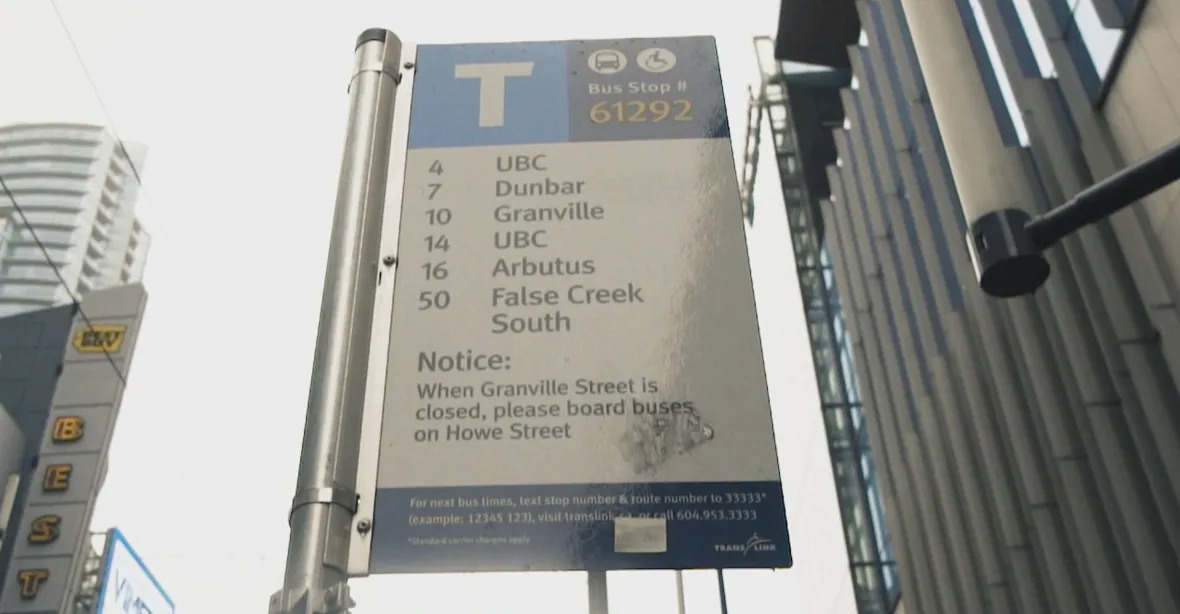 T
Bus Stop #
61292
4 UBC
7 Dunbar
10 Granville
14 UBC
16 Arbutus
50 False Creek
South
Notice:
When Granville Street is
closed, please board buses
on Howe Street
For next bus times, text stop number & route number to 33333*
(example: 12345 123), visit translink.ca or call 604.953.3333
*Standard carrier charges apply
TRANSLINK
BEST
BUY
B
E
S
T